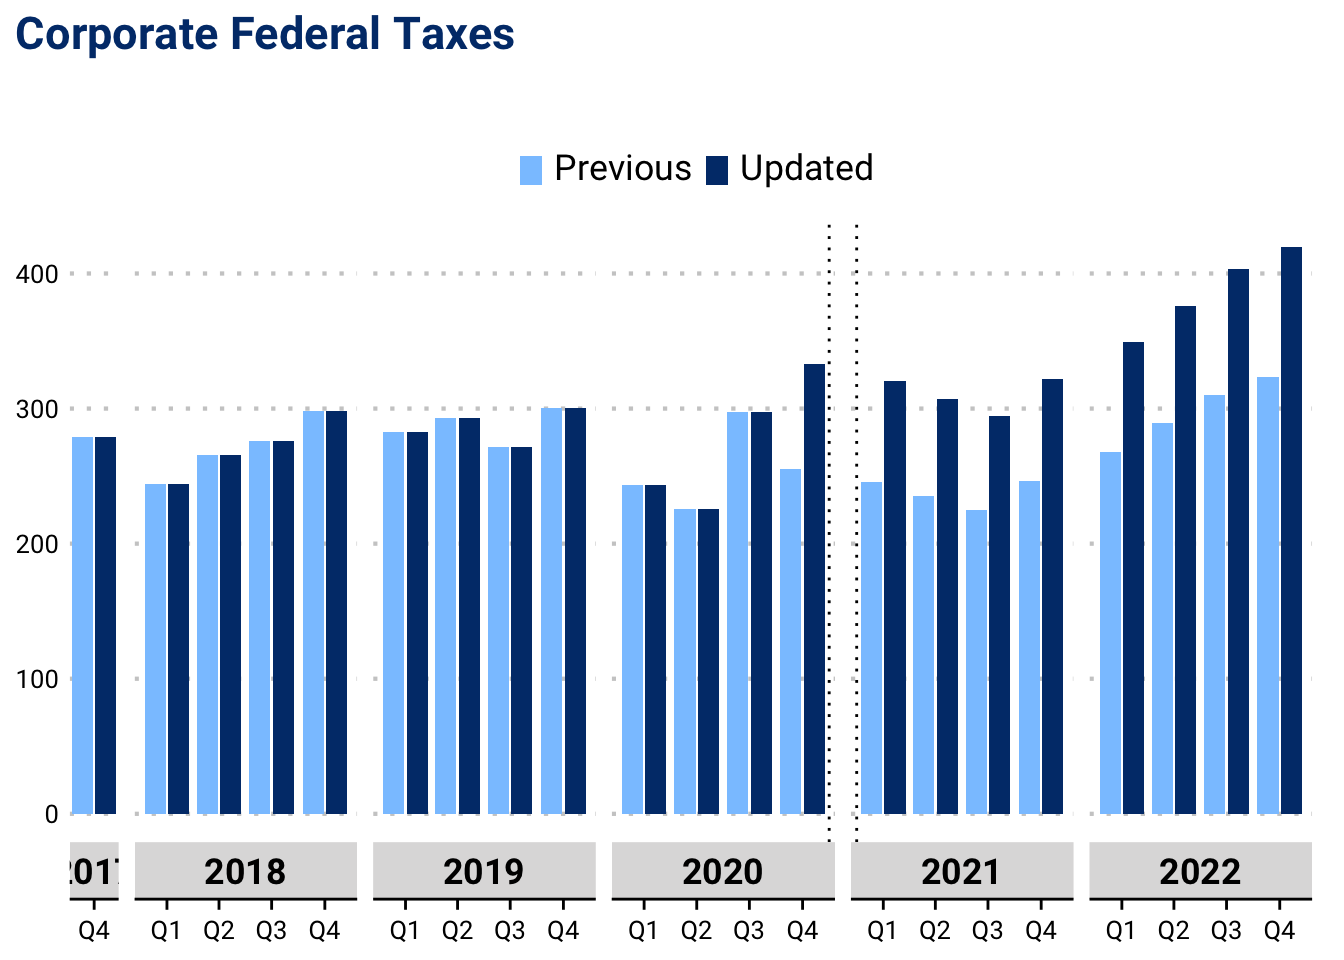 Corporate Federal Taxes
Previous Updated
400
300
200
100
0
2017 2018 2019 2020 2021 2022
Q4 Q1 Q2 Q3 Q4 Q1 Q2 Q3 Q4 Q1 Q2 Q3 Q4 Q1 Q2 Q3 Q4 Q1 Q2 Q3 Q4